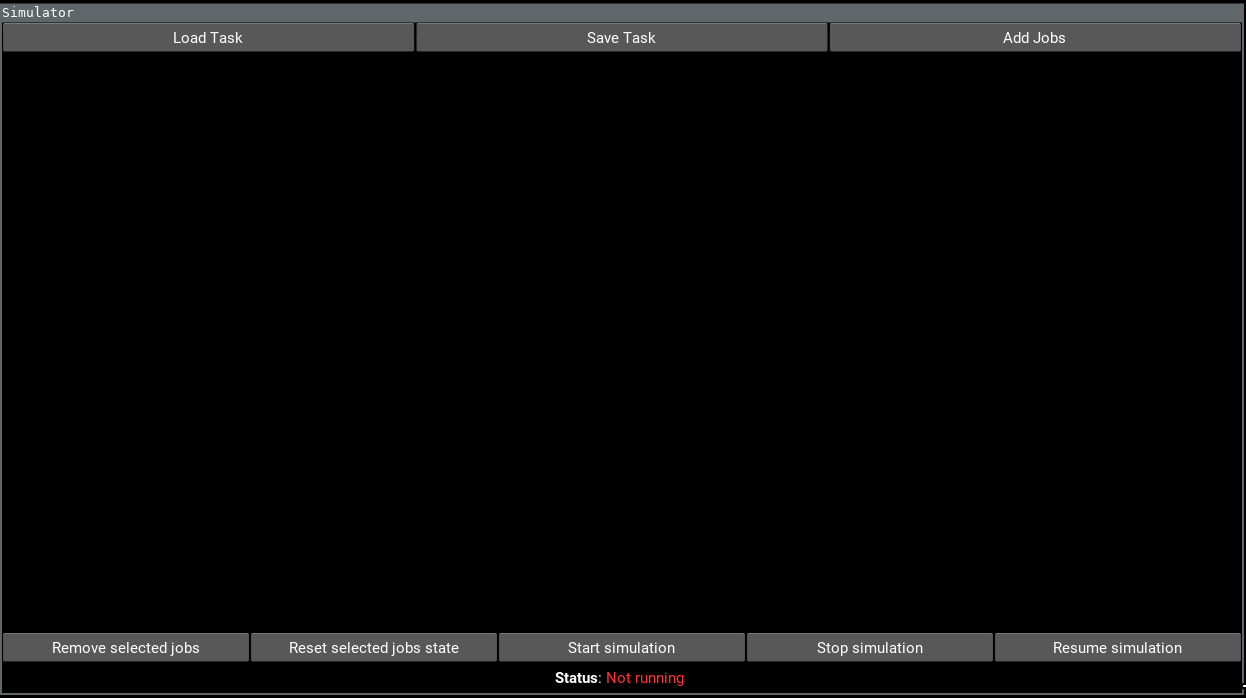 Simulator
Load Task Save Task Add Jobs
Remove selected jobs Reset selected jobs state Start simulation Stop simulation Resume simulation
Status: Not running